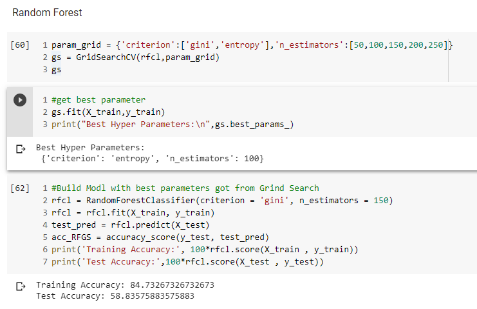 Random Forest
[60] 1 param_grid = {'criterion':['gini','entropy'],'n_estimators':[50,100,150,200,250]}
2 gs = GridSearchCV(rfcl,param_grid)
3 gs
1 #get best parameter
2 gs.fit(X_train,y_train)
3 print("Best Hyper Parameters:\n",gs.best_params_)
Best Hyper Parameters:
{'criterion': 'entropy', 'n_estimators': 100}
[62] 1 #Build Modl with best parameters got from Grind Search
2 rfcl = RandomForestClassifier(criterion = 'gini', n_estimators = 150)
3 rfcl = rfcl.fit(X_train, y_train)
4 test_pred = rfcl.predict(X_test)
5 acc_RFGS = accuracy_score(y_test, test_pred)
6 print('Training Accuracy:', 100*rfcl.score(X_train , y_train))
7 print('Test Accuracy:',100*rfcl.score(X_test , y_test))
Training Accuracy: 84.73267326732673
Test Accuracy: 58.83575883575883